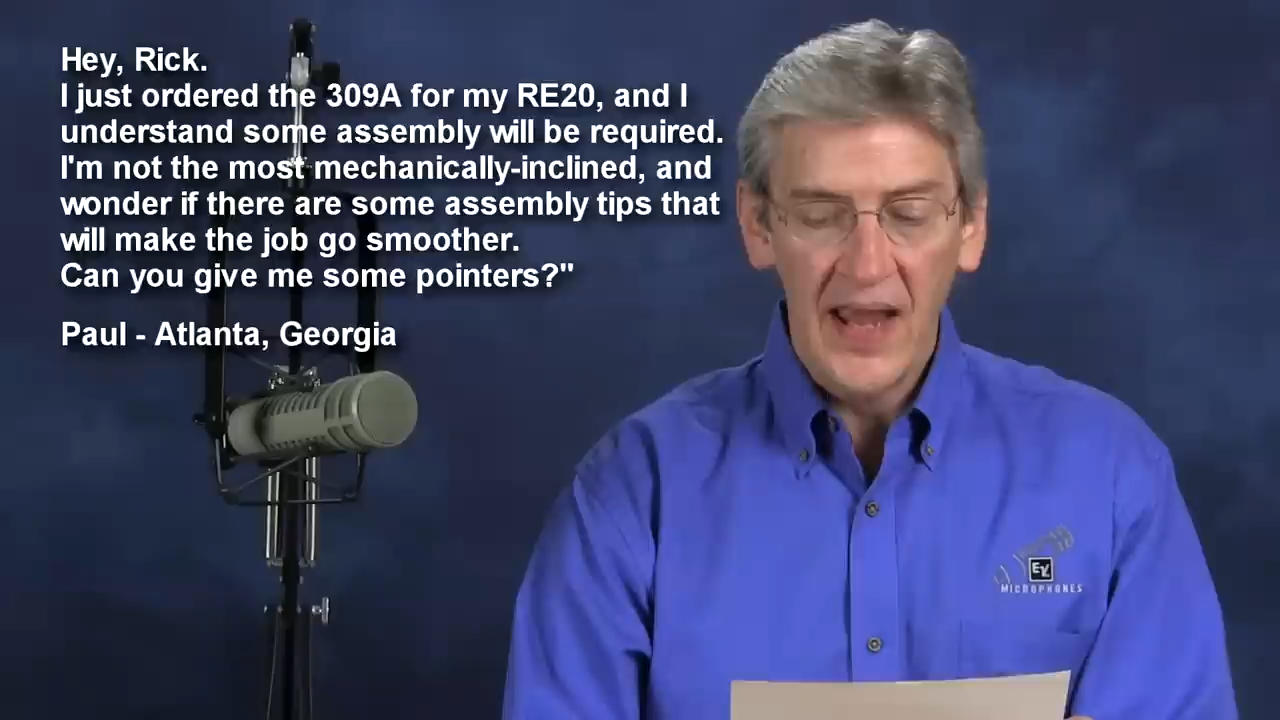 Hey, Rick.
I just ordered the 309A for my RE20, and I
understand some assembly will be required.
I'm not the most mechanically-inclined, and
wonder if there are some assembly tips that
will make the job go smoother.
Can you give me some pointers?"
Paul - Atlanta, Georgia
EV
MICROPHONES